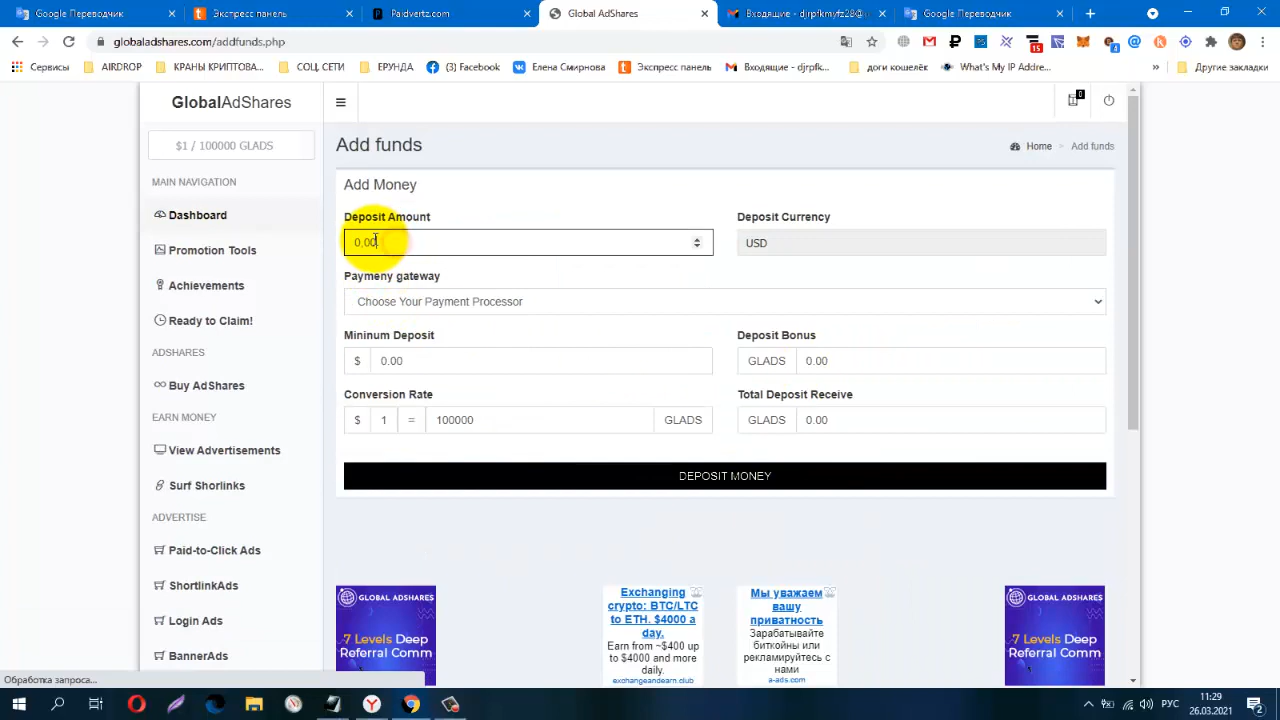 Google Переводчик
Dashboard
Paidverts.com
Global AdShares
Входящие - djrptkmyfz28@
Google Переводчик
globaladshares.com/addfunds.php
15
Сервисы
AIRDROP
КРАНЫ КРИПТОВА...
СОЦ. СЕТИ
ЕРУНДА
(3) Facebook
Елена Смирнова
Экспресс панель
Входящие - djrpfk...
доги кошелёк
What's My IP Addre...
»
Другие закладки
GlobalAdShares
0
$1 / 100000 GLADS
MAIN NAVIGATION
Dashboard
Promotion Tools
Achievements
Ready to Claim!
ADSHARES
Buy AdShares
EARN MONEY
View Advertisements
Surf Shorlinks
ADVERTISE
Paid-to-Click Ads
ShortlinkAds
Login Ads
BannerAds
Add funds
Home > Add funds
Add Money
Deposit Amount
0,00
Deposit Currency
USD
Paymeny gateway
Choose Your Payment Processor
Mininum Deposit
$ 0.00
Deposit Bonus
GLADS 0.00
Conversion Rate
$ 1 = 100000 GLADS
Total Deposit Receive
GLADS 0.00
DEPOSIT MONEY
GLOBAL ADSHARES
7 Levels Deep
Referral Comm
Exchanging
crypto: BTC/LTC
to ETH. $4000 a
day.
Earn from ~$400 up
to $4000 and more
daily.
exchangeandearn.club
Мы уважаем
вашу
приватность
Зарабатывайте
биткойны или
рекламируйтесь с
нами
a-ads.com
GLOBAL ADSHARES
7 Levels Deep
Referral Comm
Обработка запроса...
РУС
11:29
26.03.2021
2